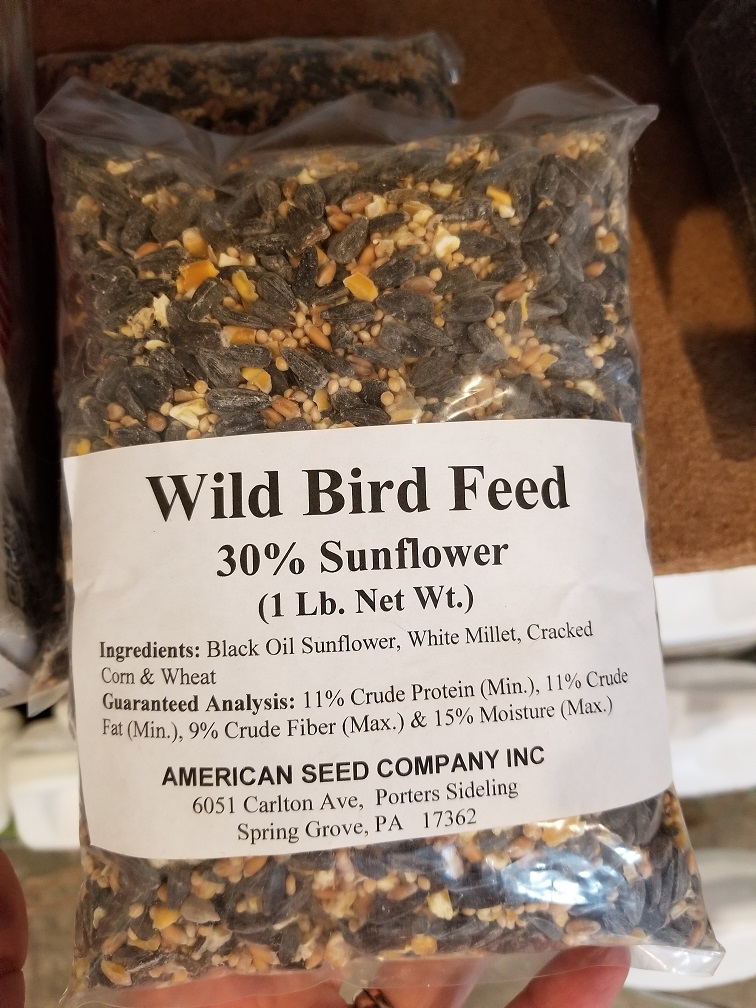 Wild Bird Feed
30% Sunflower
(1 Lb. Net Wt.)
Ingredients: Black Oil Sunflower, White Millet, Cracked
Corn & Wheat
Guaranteed Analysis: 11% Crude Protein (Min.), 11% Crude
Fat (Min.), 9% Crude Fiber (Max.) & 15% Moisture (Max.)
AMERICAN SEED COMPANY INC
6051 Carlton Ave, Porters Sideling
Spring Grove, PA 17362